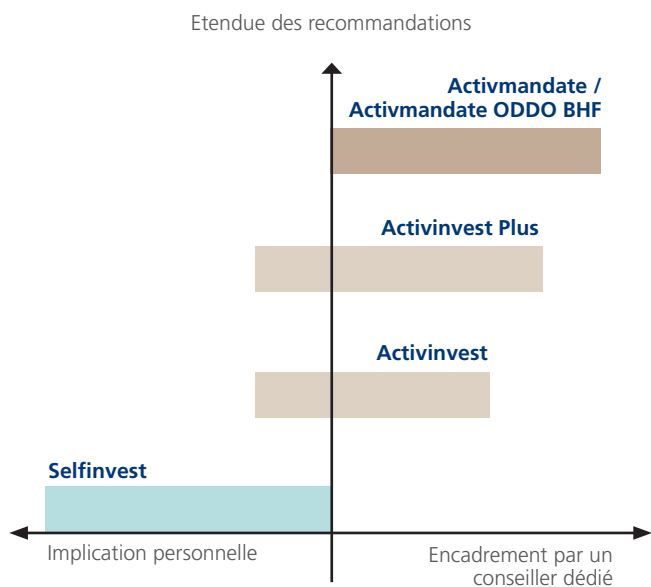 Etendue des recommandations
Activmandate /
Activmandate ODDO BHF
Activinvest Plus
Activinvest
Selfinvest
Implication personnelle
Encadrement par un
conseiller dédié